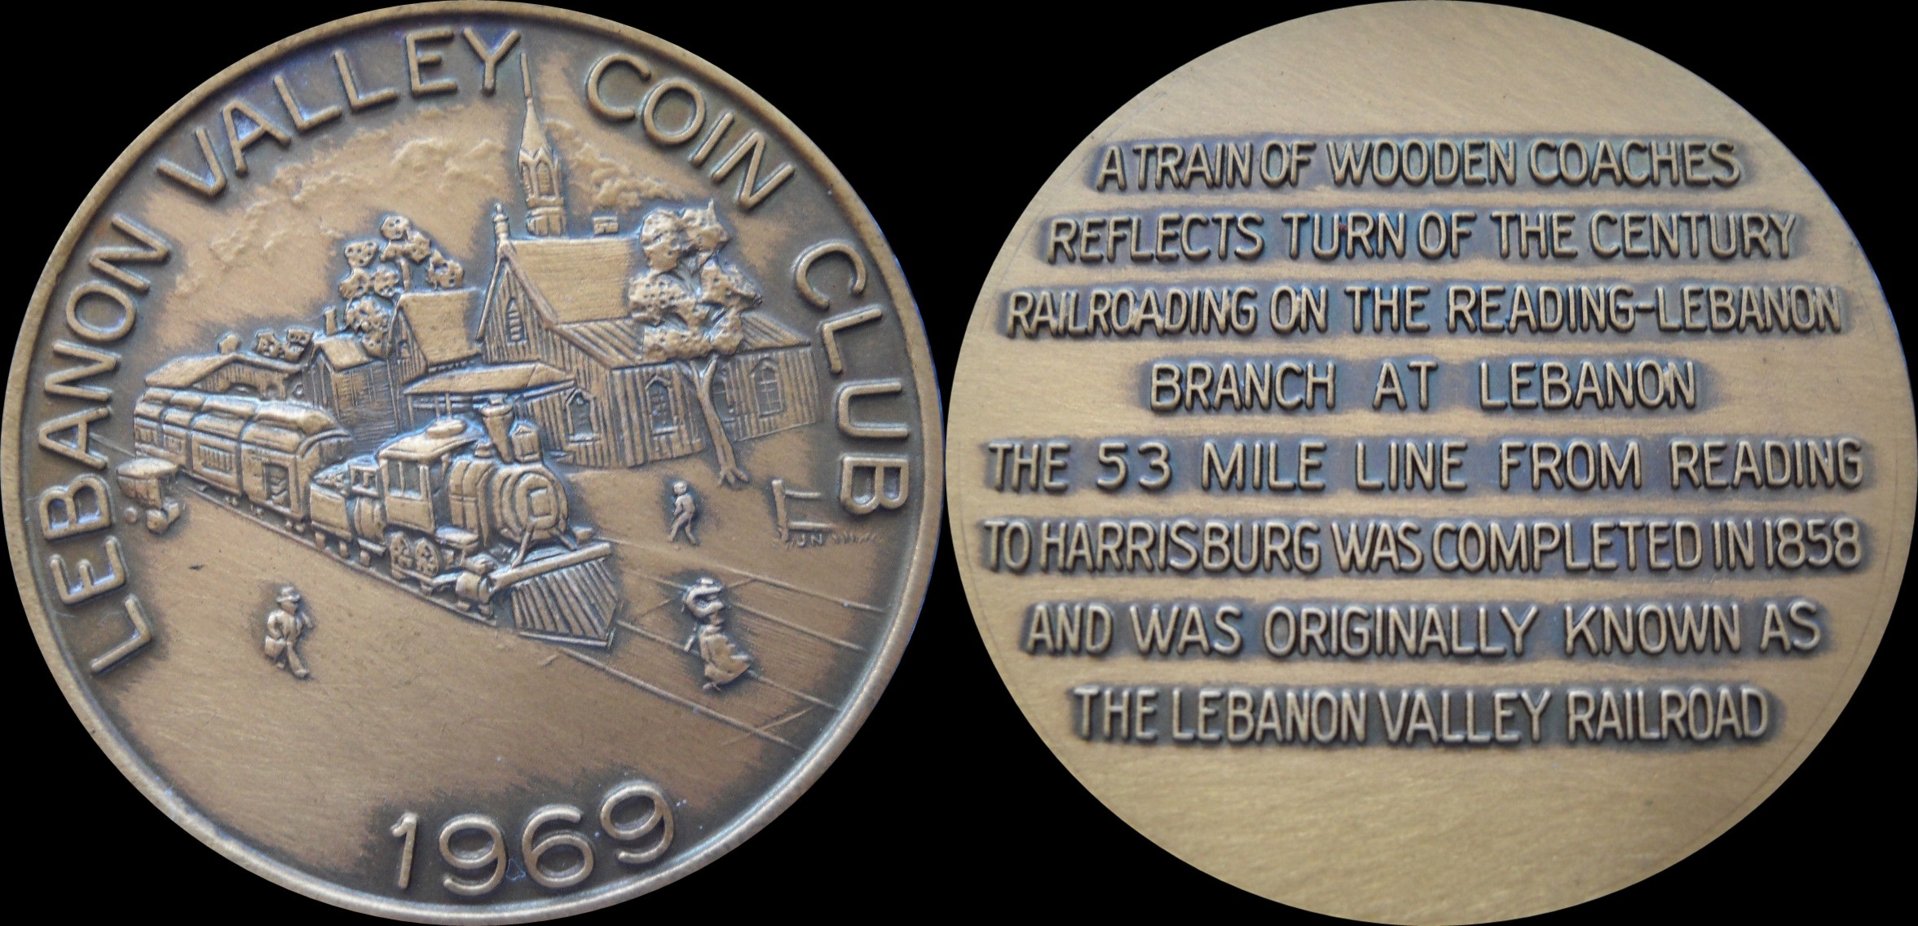 LEBANON VALLEY COIN CLUB
1969
A TRAIN OF WOODEN COACHES
REFLECTS TURN OF THE CENTURY
RAILROADING ON THE READING-LEBANON
BRANCH AT LEBANON
THE 53 MILE LINE FROM READING
TO HARRISBURG WAS COMPLETED IN 1858
AND WAS ORIGINALLY KNOWN AS
THE LEBANON VALLEY RAILROAD